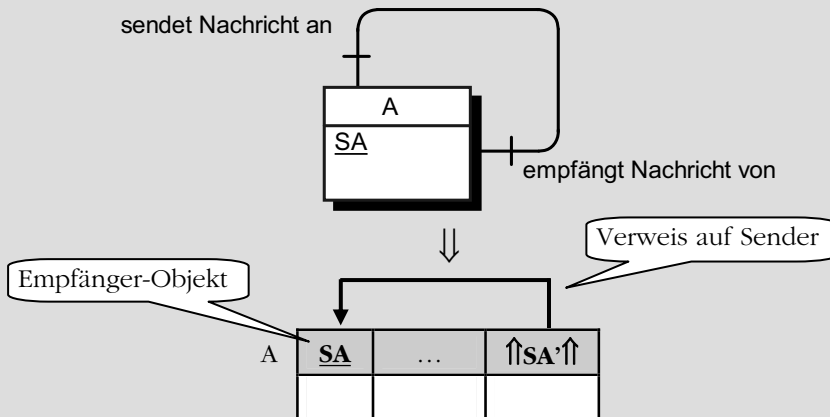 sendet Nachricht an
A
SA
empfängt Nachricht von
⇓
Verweis auf Sender
Empfänger-Objekt
A SA … ⇑SA’⇑